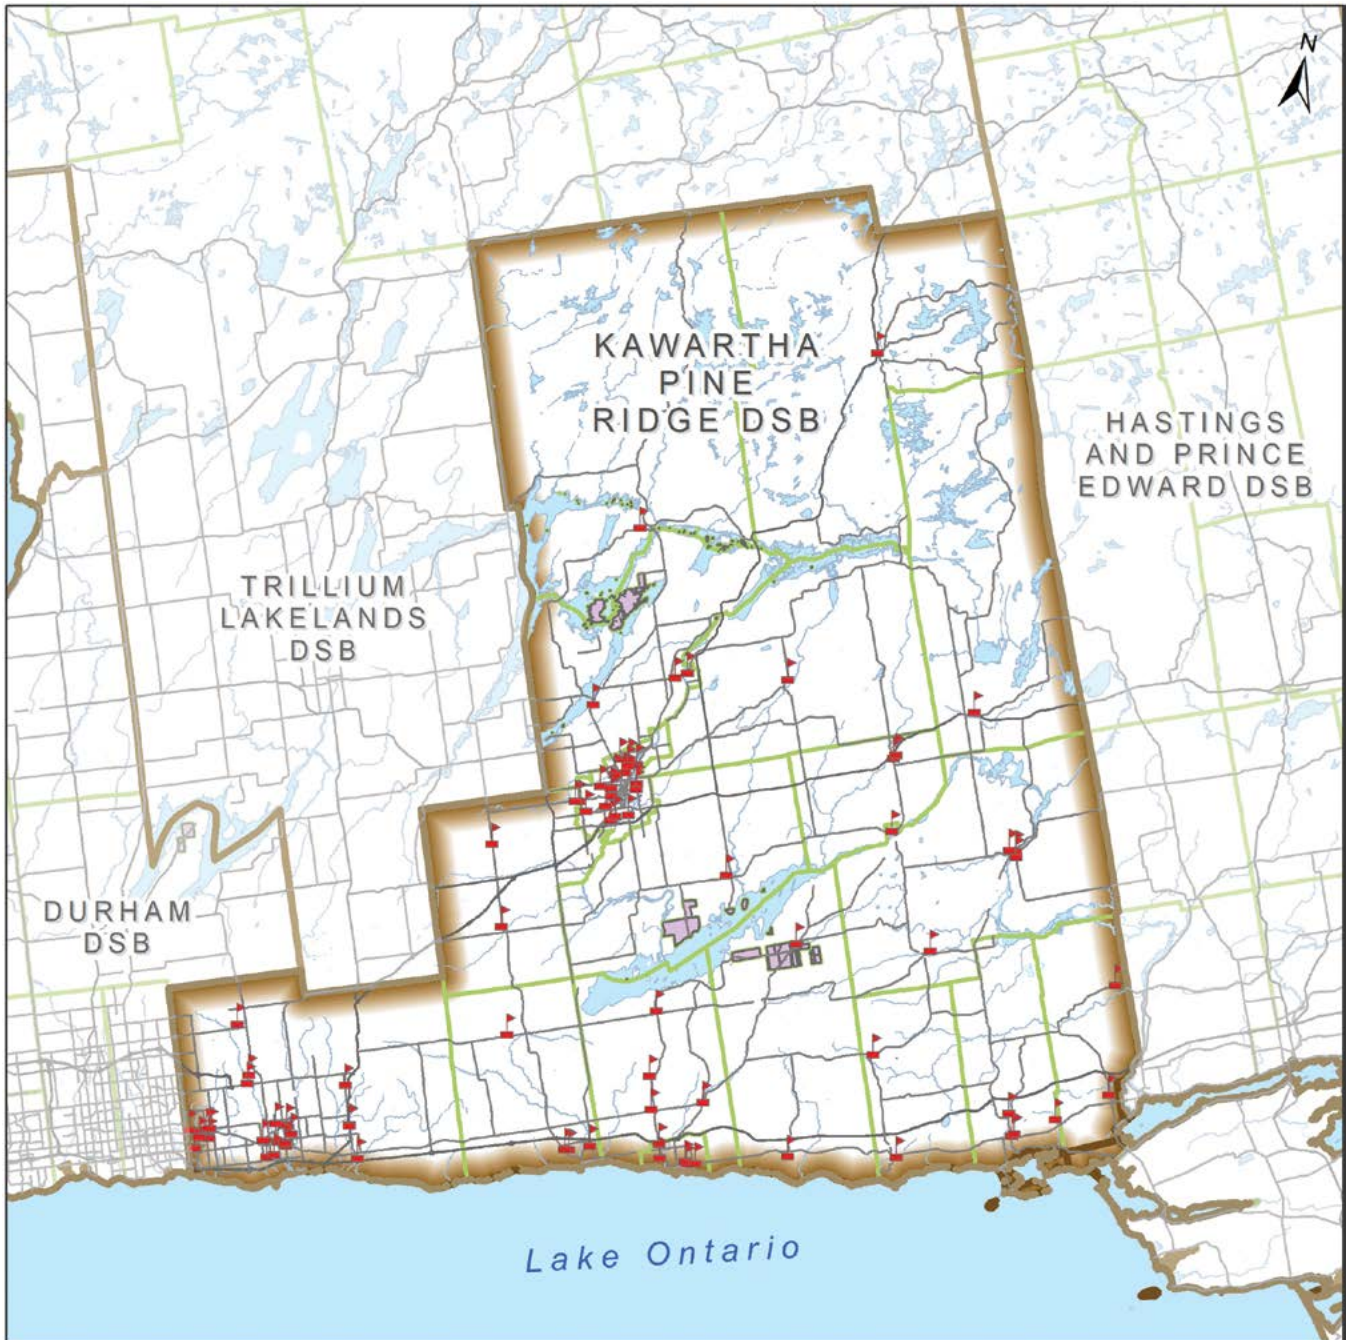 N
KAWARTHA
PINE
RIDGE DSB
HASTINGS
AND PRINCE
EDWARD DSB
TRILLIUM
LAKELANDS
DSB
DURHAM
DSB
Lake Ontario